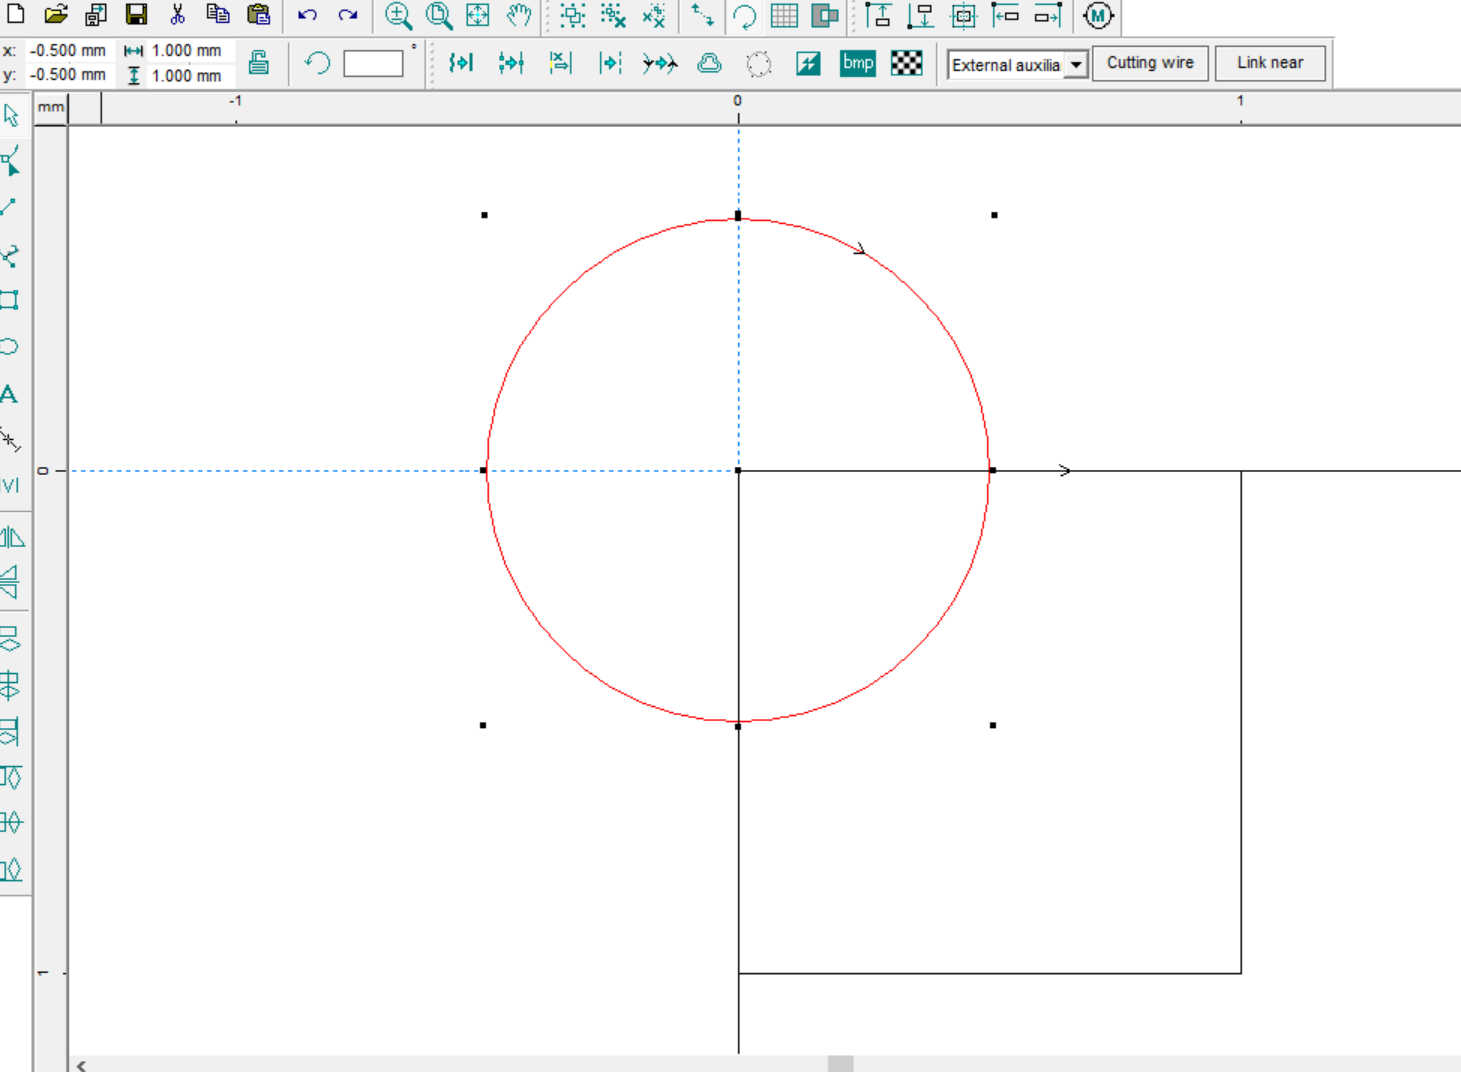 M
x: -0.500 mm 1.000 mm
y: -0.500 mm 1.000 mm
°
bmp
External auxilia
Cutting wire
Link near
mm
-1 0 1
A
0
1